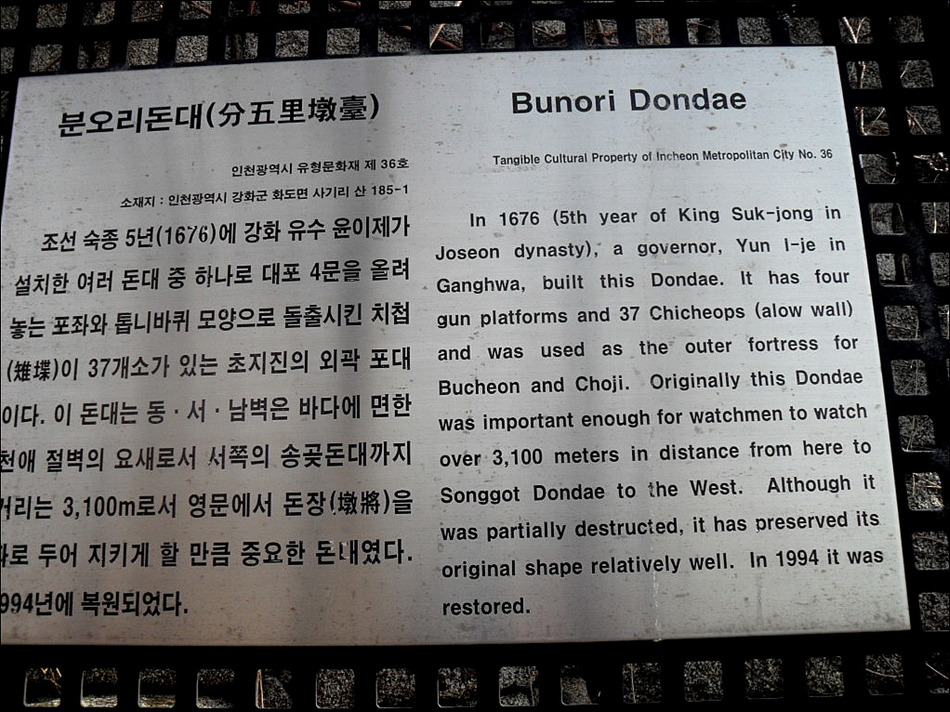 분오리돈대(分五里墩臺)
인천광역시 유형문화재 제 36호
소재지 : 인천광역시 강화군 화도면 사기리 산 185-1
조선 숙종 5년(1676)에 강화 유수 윤이제가
설치한 여러 돈대 중 하나로 대포 4문을 올려
놓는 포좌와 톱니바퀴 모양으로 돌출시킨 치첩
(雉堞)이 37개소가 있는 초지진의 외곽 포대
이다. 이 돈대는 동·서·남벽은 바다에 면한
천애 절벽의 요새로서 서쪽의 송곶돈대까지
거리는 3,100m로서 영문에서 돈장(墩將)을
로 두어 지키게 할 만큼 중요한 돈내였다.
994년에 복원되었다.
Bunori Dondae
Tangible Cultural Property of Incheon Metropolitan City No. 36
In 1676 (5th year of King Suk-jong in
Joseon dynasty), a governor, Yun I-je in
Ganghwa, built this Dondae. It has four
gun platforms and 37 Chicheops (alow wall)
and was used as the outer fortress for
Bucheon and Choji. Originally this Dondae
was important enough for watchmen to watch
over 3,100 meters in distance from here to
Songgot Dondae to the West. Although it
was partially destructed, it has preserved its
original shape relatively well. In 1994 it was
restored.